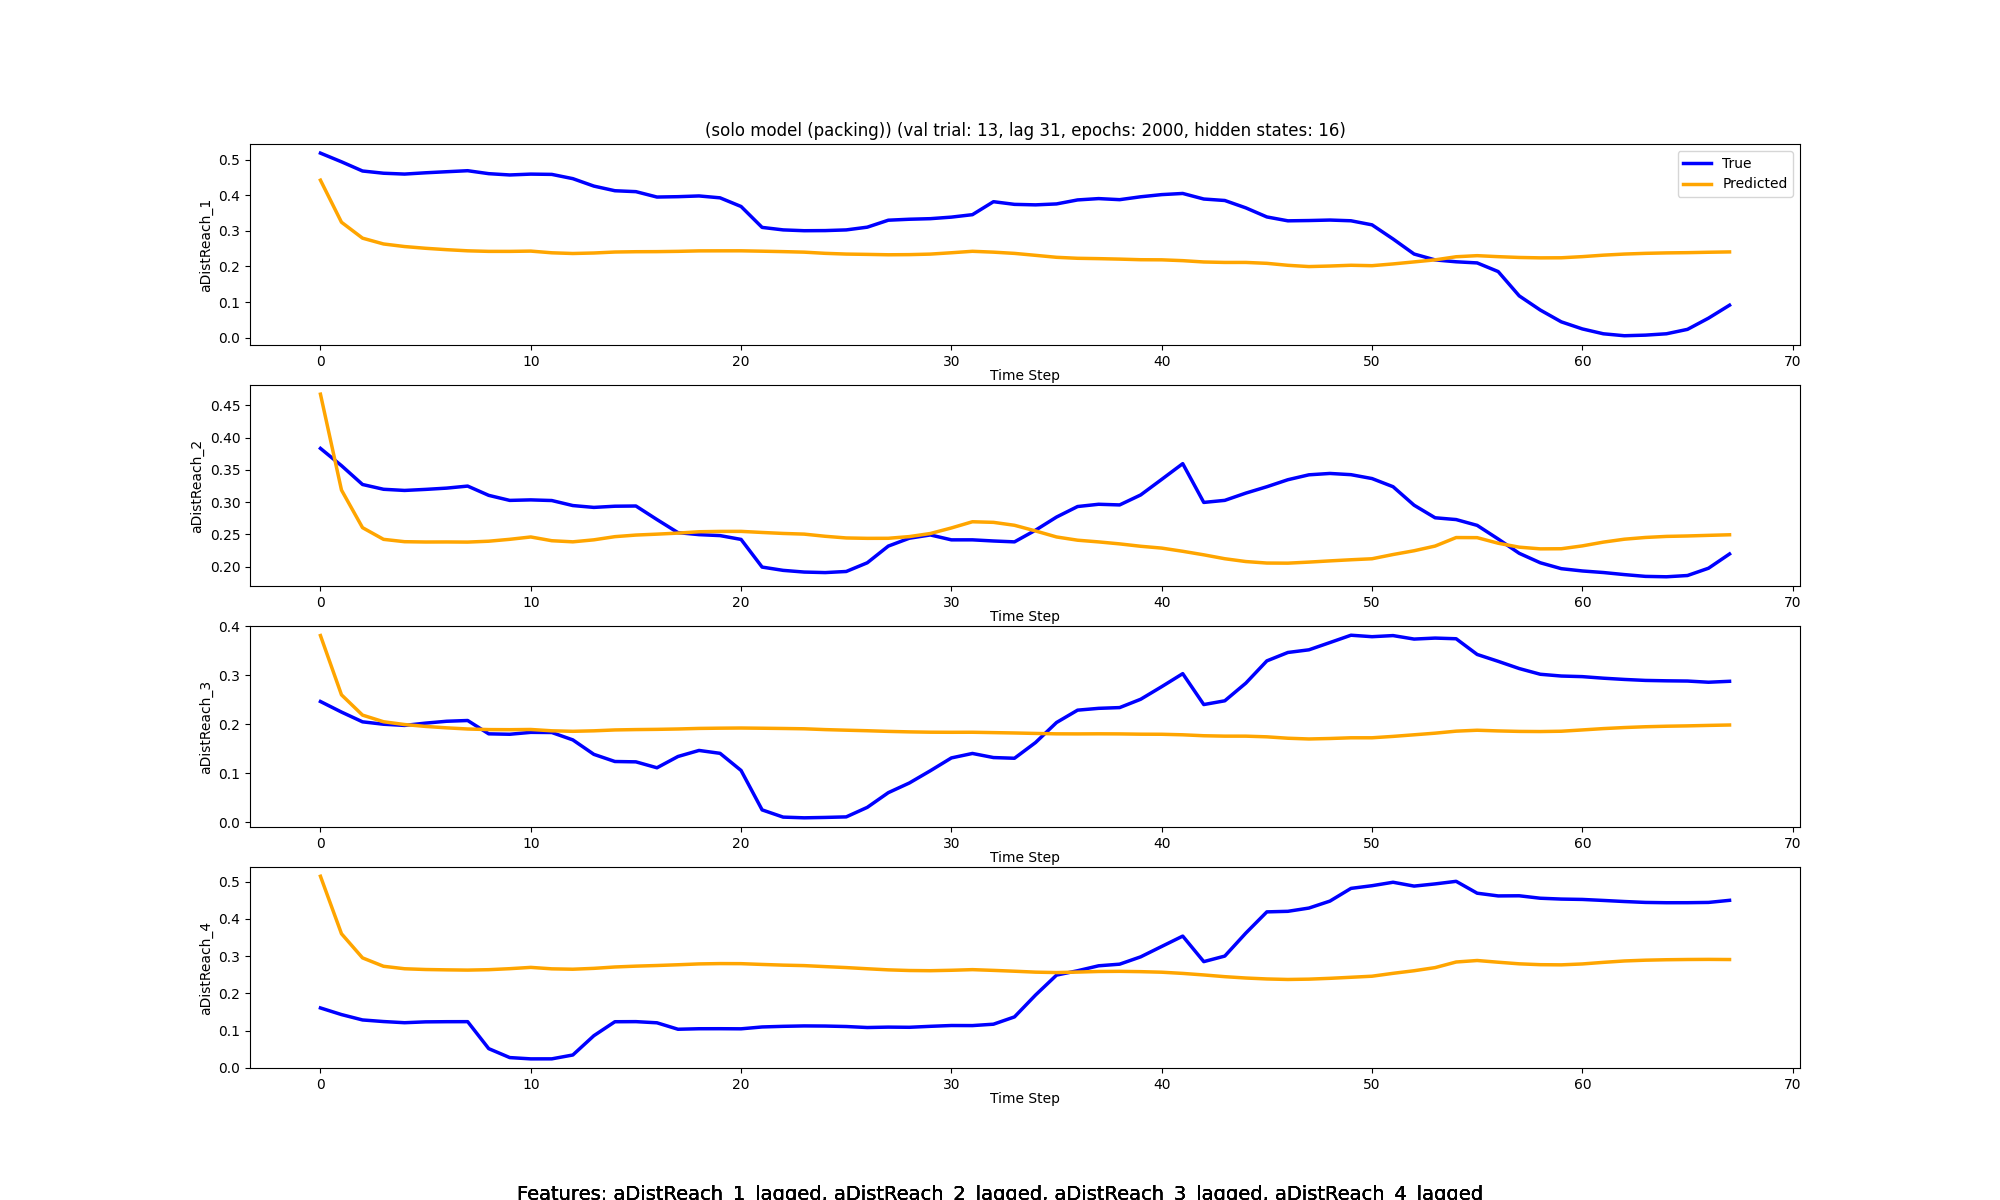 (solo model (packing)) (val trial: 13, lag 31, epochs: 2000, hidden states: 16)
True
Predicted
aDistReach_1
0.5
0.4
0.3
0.2
0.1
0.0
0 10 20 30 40 50 60 70
Time Step
aDistReach_2
0.45
0.40
0.35
0.30
0.25
0.20
0 10 20 30 40 50 60 70
Time Step
aDistReach_3
0.4
0.3
0.2
0.1
0.0
0 10 20 30 40 50 60 70
Time Step
aDistReach_4
0.5
0.4
0.3
0.2
0.1
0.0
0 10 20 30 40 50 60 70
Time Step
Features: aDistReach_1_lagged, aDistReach_2_lagged, aDistReach_3_lagged, aDistReach_4_lagged